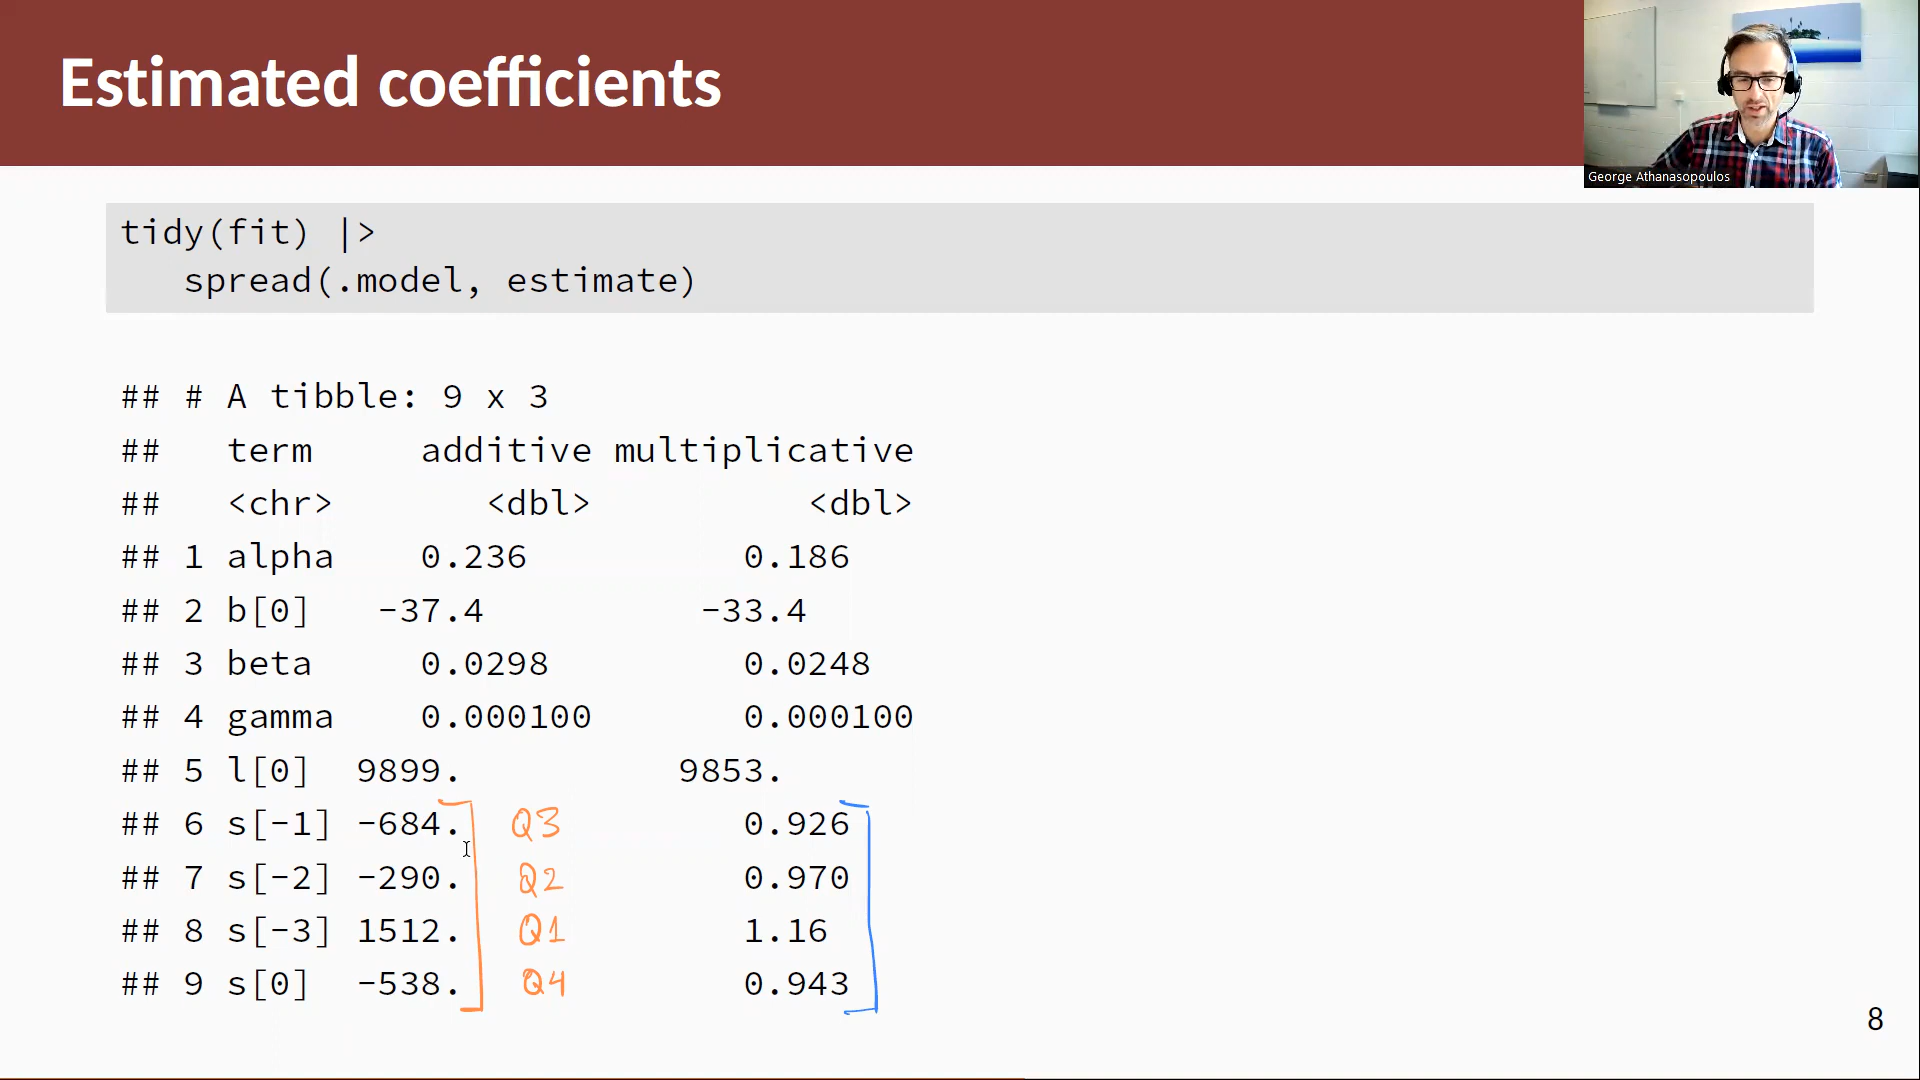 Estimated coefficients
George Athanasopoulos
tidy(fit) |>
spread(.model, estimate)
## # A tibble: 9 x 3
## term additive multiplicative
## <chr> <dbl> <dbl>
## 1 alpha 0.236 0.186
## 2 b[0] -37.4 -33.4
## 3 beta 0.0298 0.0248
## 4 gamma 0.000100 0.000100
## 5 l[0] 9899. 9853.
## 6 s[-1] -684. Q3 0.926
## 7 s[-2] -290. Q2 0.970
## 8 s[-3] 1512. Q1 1.16
## 9 s[0] -538. Q4 0.943
8